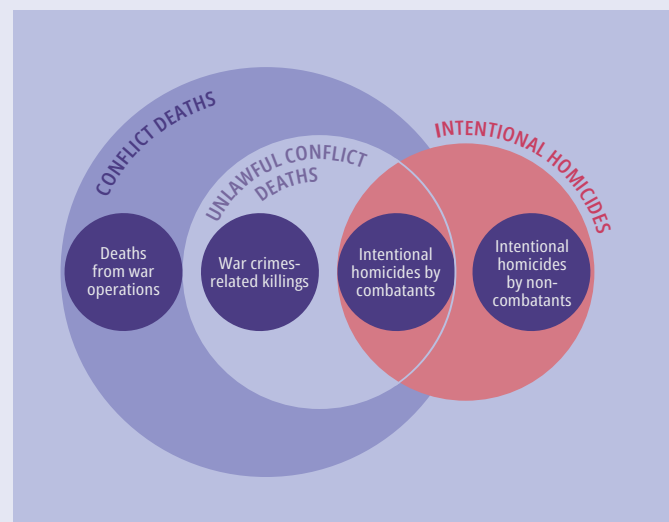 CONFLICT DEATHS
UNLAWFUL CONFLICT
DEATHS
INTENTIONAL HOMICIDES
Deaths
from war
operations
War crimes-
related killings
Intentional
homicides by
combatants
Intentional
homicides
by non-
combatants